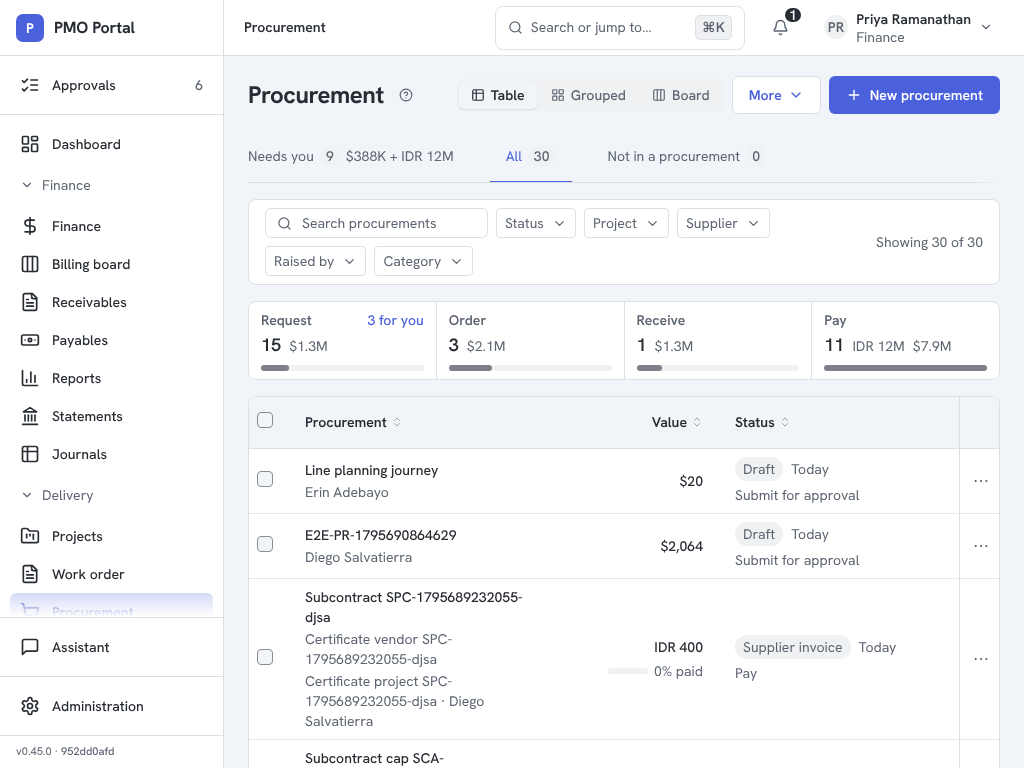 P PMO Portal
Procurement
Search or jump to...
⌘K
1
PR
Priya Ramanathan
Finance
Approvals 6
Dashboard
Finance
Finance
Billing board
Receivables
Payables
Reports
Statements
Journals
Delivery
Projects
Work order
Procurement
Assistant
Administration
v0.45.0 · 952dd0afd
Procurement
Table Grouped Board
More
New procurement
Needs you 9 $388K + IDR 12M
All 30
Not in a procurement 0
Search procurements
Status
Project
Supplier
Raised by
Category
Showing 30 of 30
Request 3 for you
15 $1.3M
Order
3 $2.1M
Receive
1 $1.3M
Pay
11 IDR 12M $7.9M
Procurement Value Status
Line planning journey
Erin Adebayo
$20
Draft Today
Submit for approval
E2E-PR-1795690864629
Diego Salvatierra
$2,064
Draft Today
Submit for approval
Subcontract SPC-1795689232055-
djsa
Certificate vendor SPC-
1795689232055-djsa
Certificate project SPC-
1795689232055-djsa · Diego
Salvatierra
IDR 400
0% paid
Supplier invoice Today
Pay
Subcontract cap SCA-